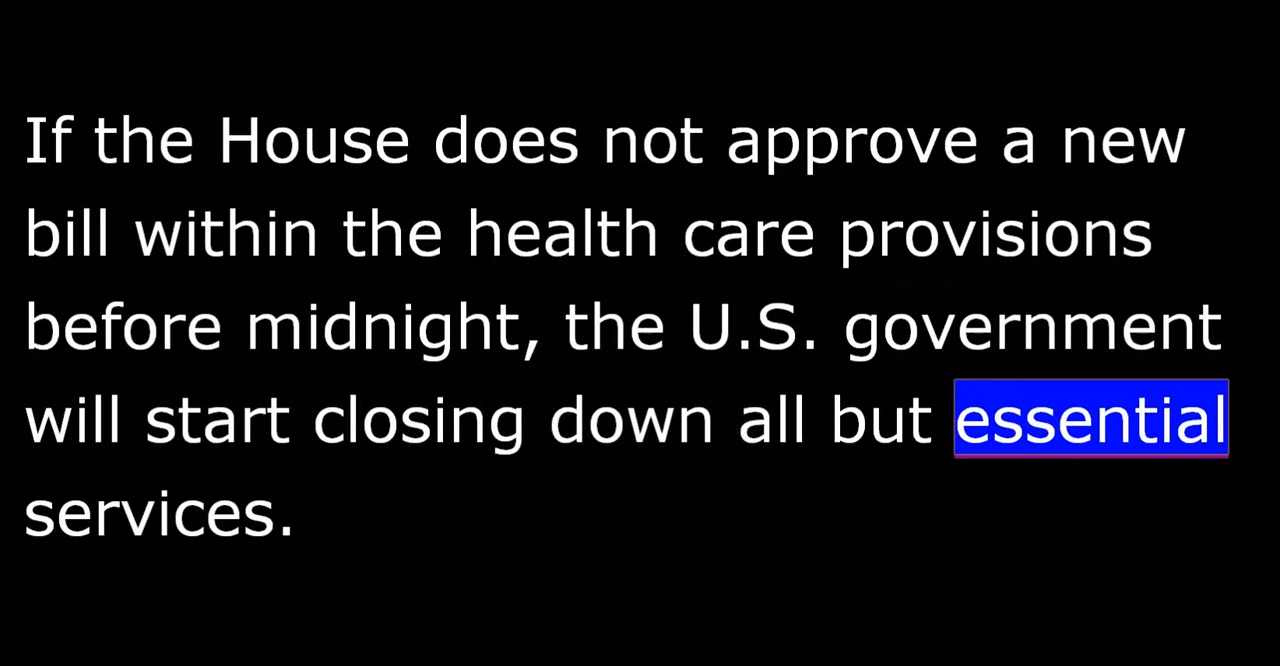 If the House does not approve a new
bill within the health care provisions
before midnight, the U.S. government
will start closing down all but essential
services.